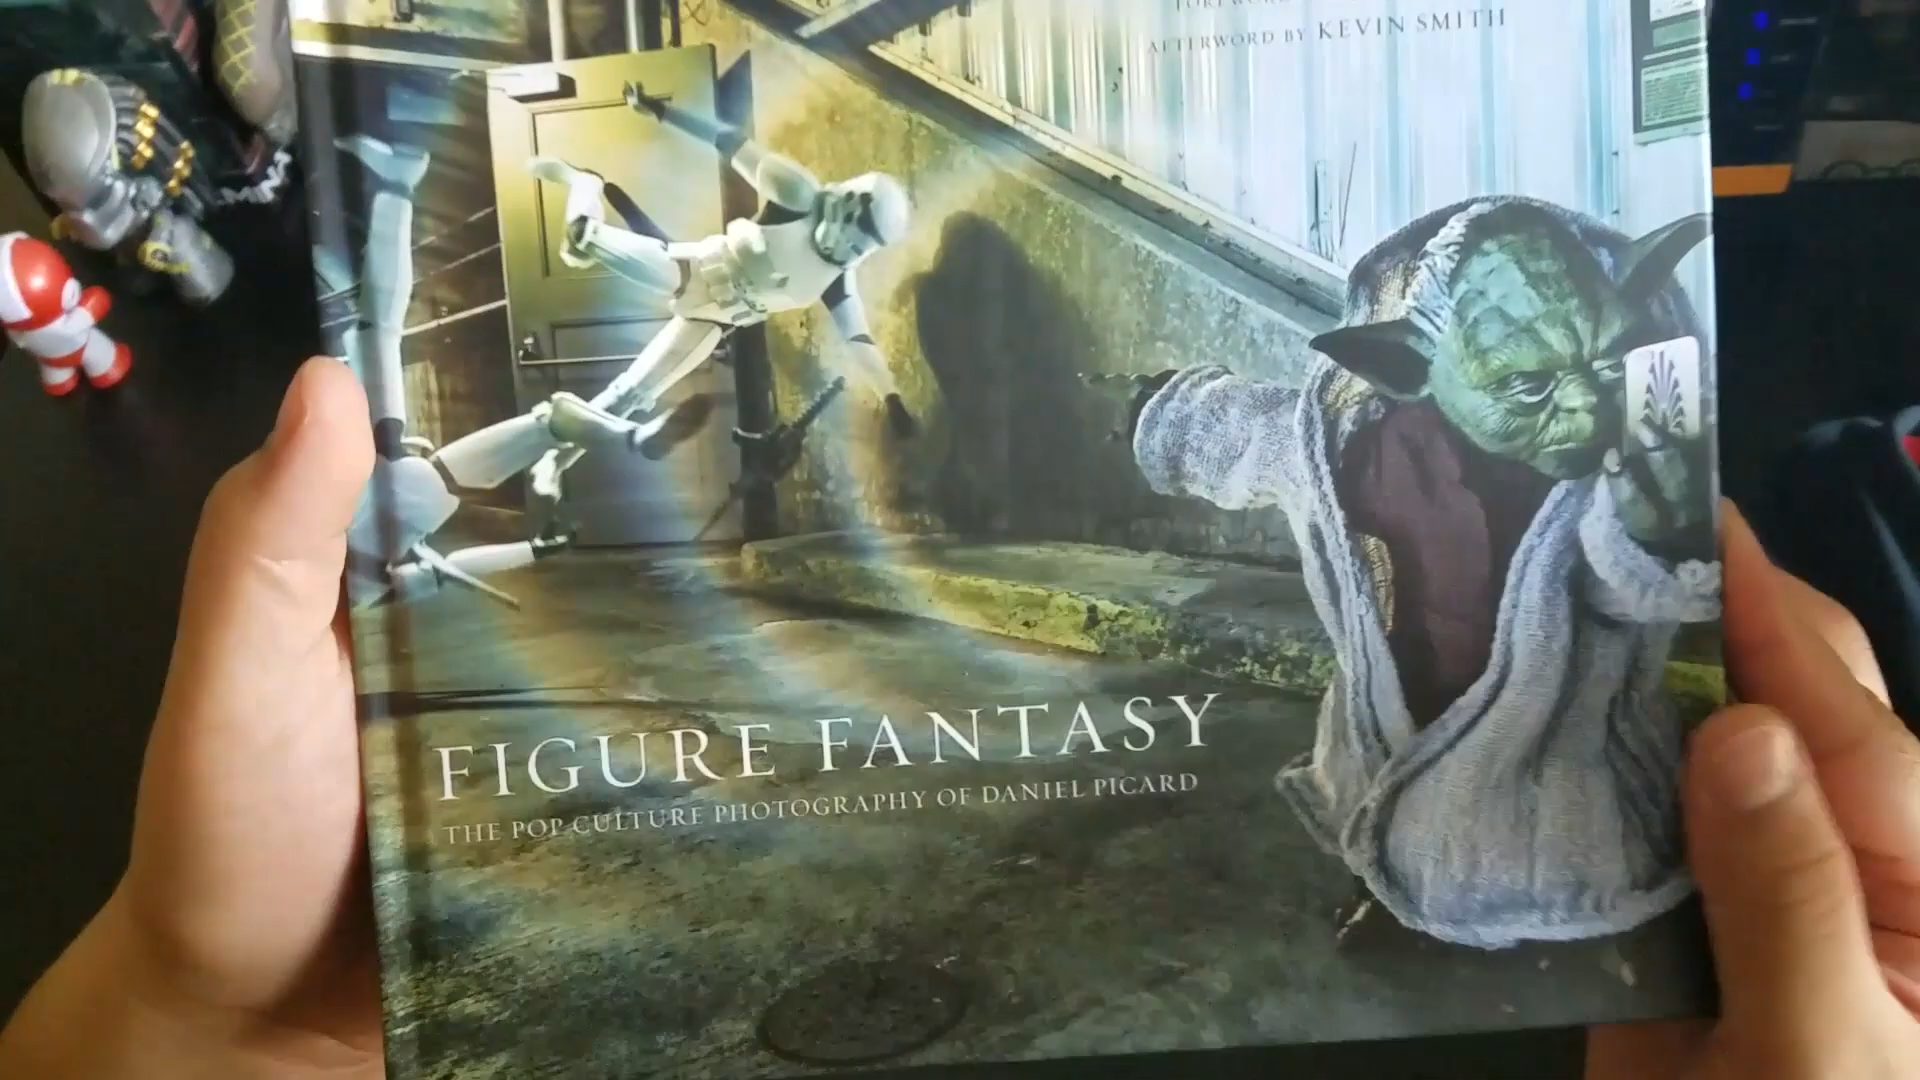 AFTERWORD BY KEVIN SMITH
FIGURE FANTASY
THE POP CULTURE PHOTOGRAPHY OF DANIEL PICARD